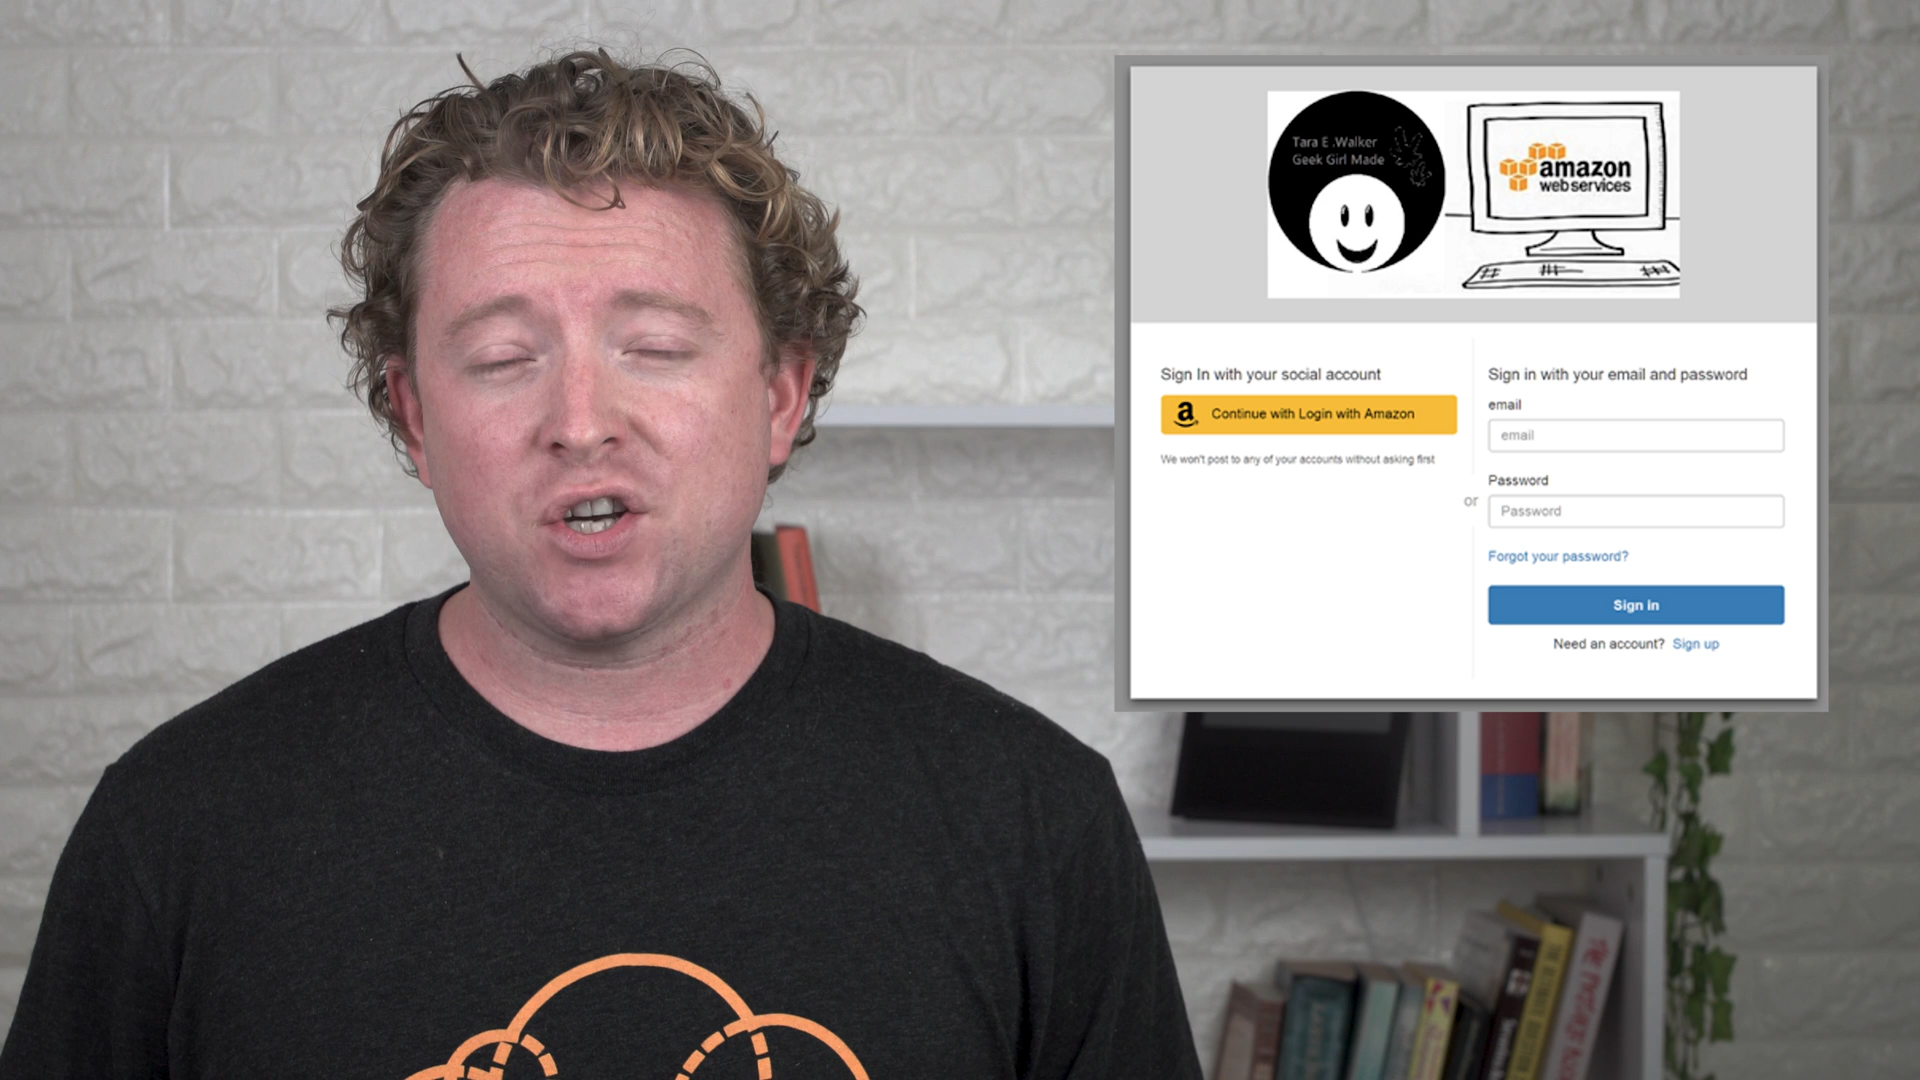 Tara E .Walker
Geek Girl Made
amazon
webservices
Sign In with your social account
a Continue with Login with Amazon
We won't post to any of your accounts without asking first
or
Sign in with your email and password
email
email
Password
Password
Forgot your password?
Sign in
Need an account? Sign up